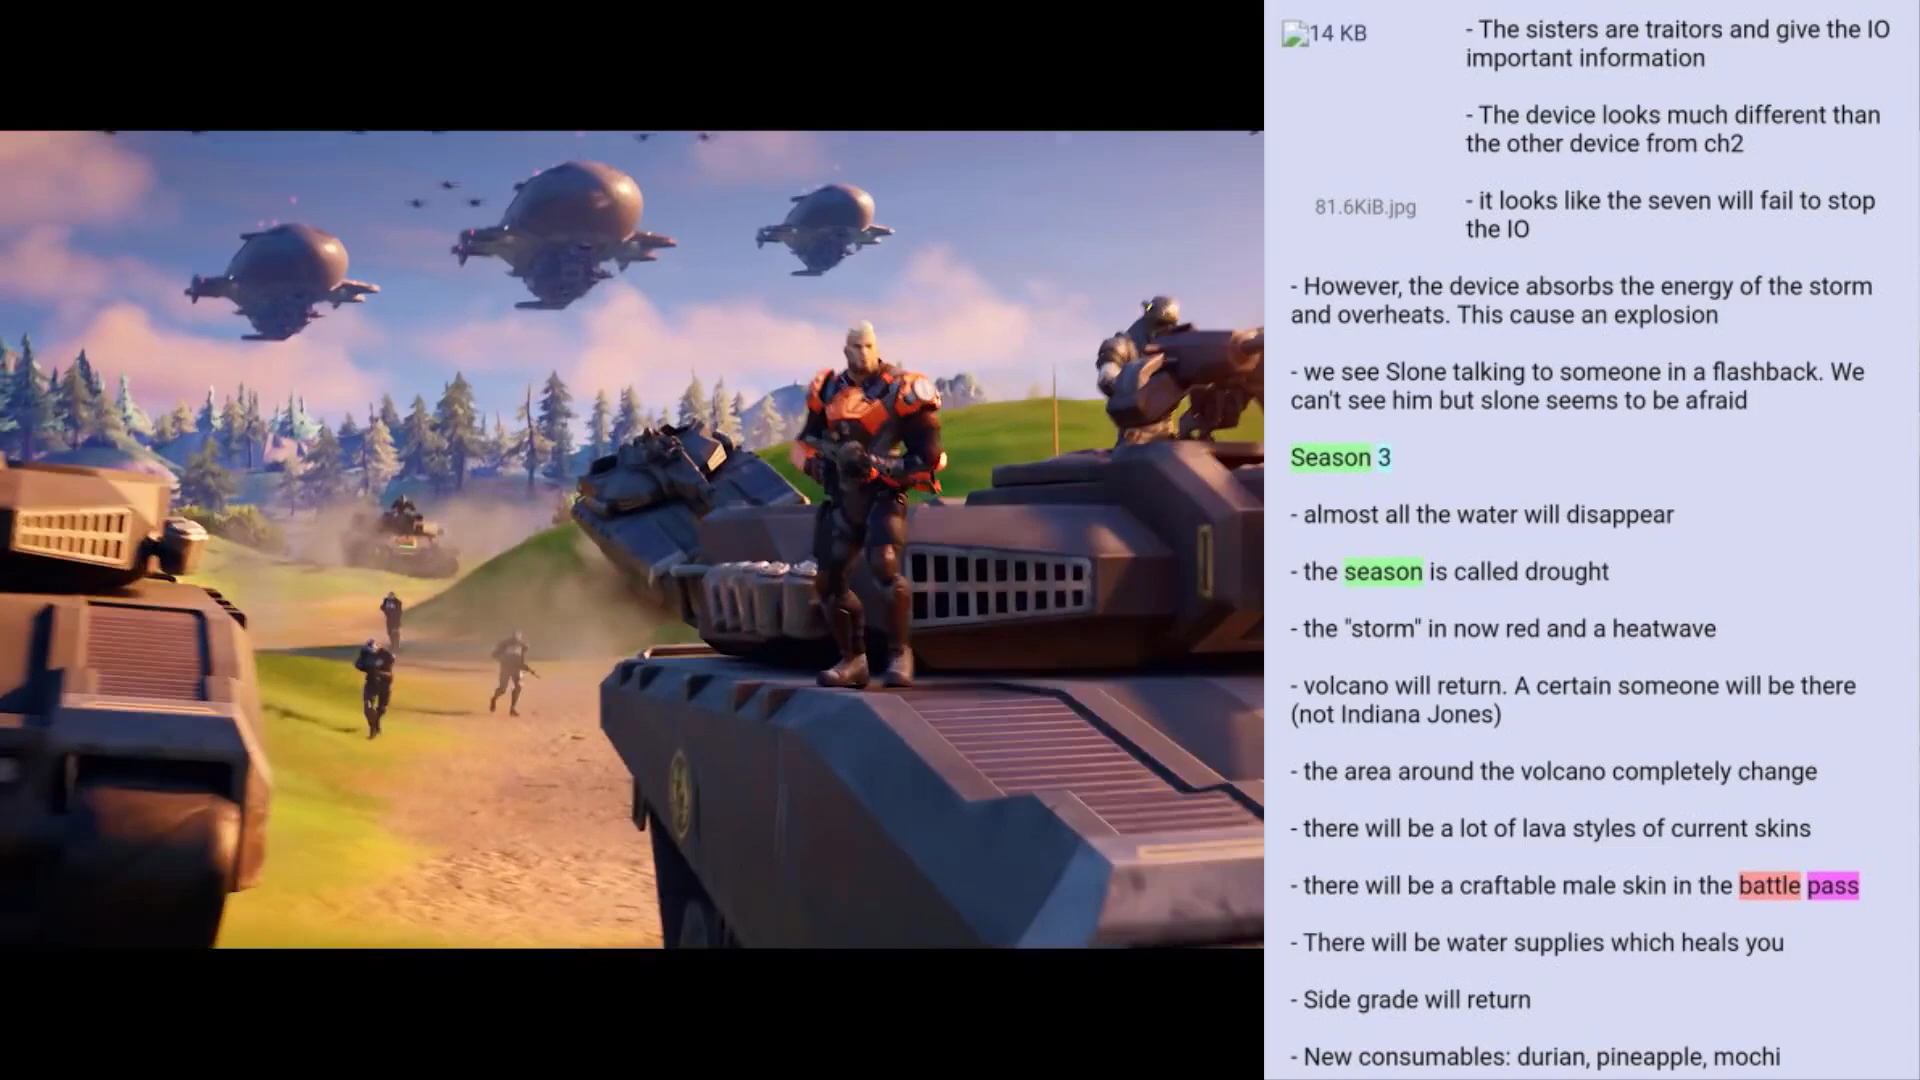 14 KB
- The sisters are traitors and give the IO
important information
- The device looks much different than
the other device from ch2
81.6KiB.jpg
- it looks like the seven will fail to stop
the IO
- However, the device absorbs the energy of the storm
and overheats. This cause an explosion
- we see Slone talking to someone in a flashback. We
can't see him but slone seems to be afraid
Season 3
- almost all the water will disappear
- the season is called drought
- the "storm" in now red and a heatwave
- volcano will return. A certain someone will be there
(not Indiana Jones)
- the area around the volcano completely change
- there will be a lot of lava styles of current skins
- there will be a craftable male skin in the battle pass
- There will be water supplies which heals you
- Side grade will return
- New consumables: durian, pineapple, mochi